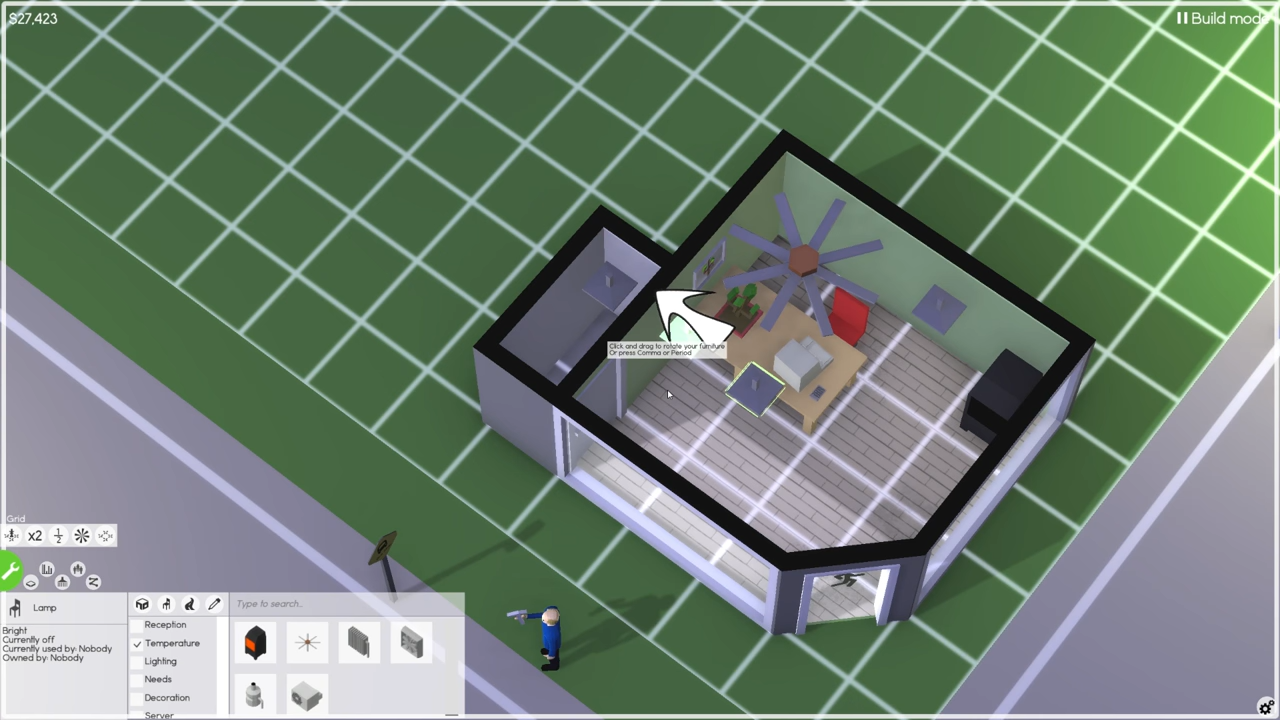 $27,423
Build mode
Click and drag to rotate your furniture
Or press Comma or Period
Grid
x2
1/2
Lamp
Bright
Currently off
Currently used by: Nobody
Owned by: Nobody
Type to search..
Reception
Temperature
Lighting
Needs
Decoration
Server